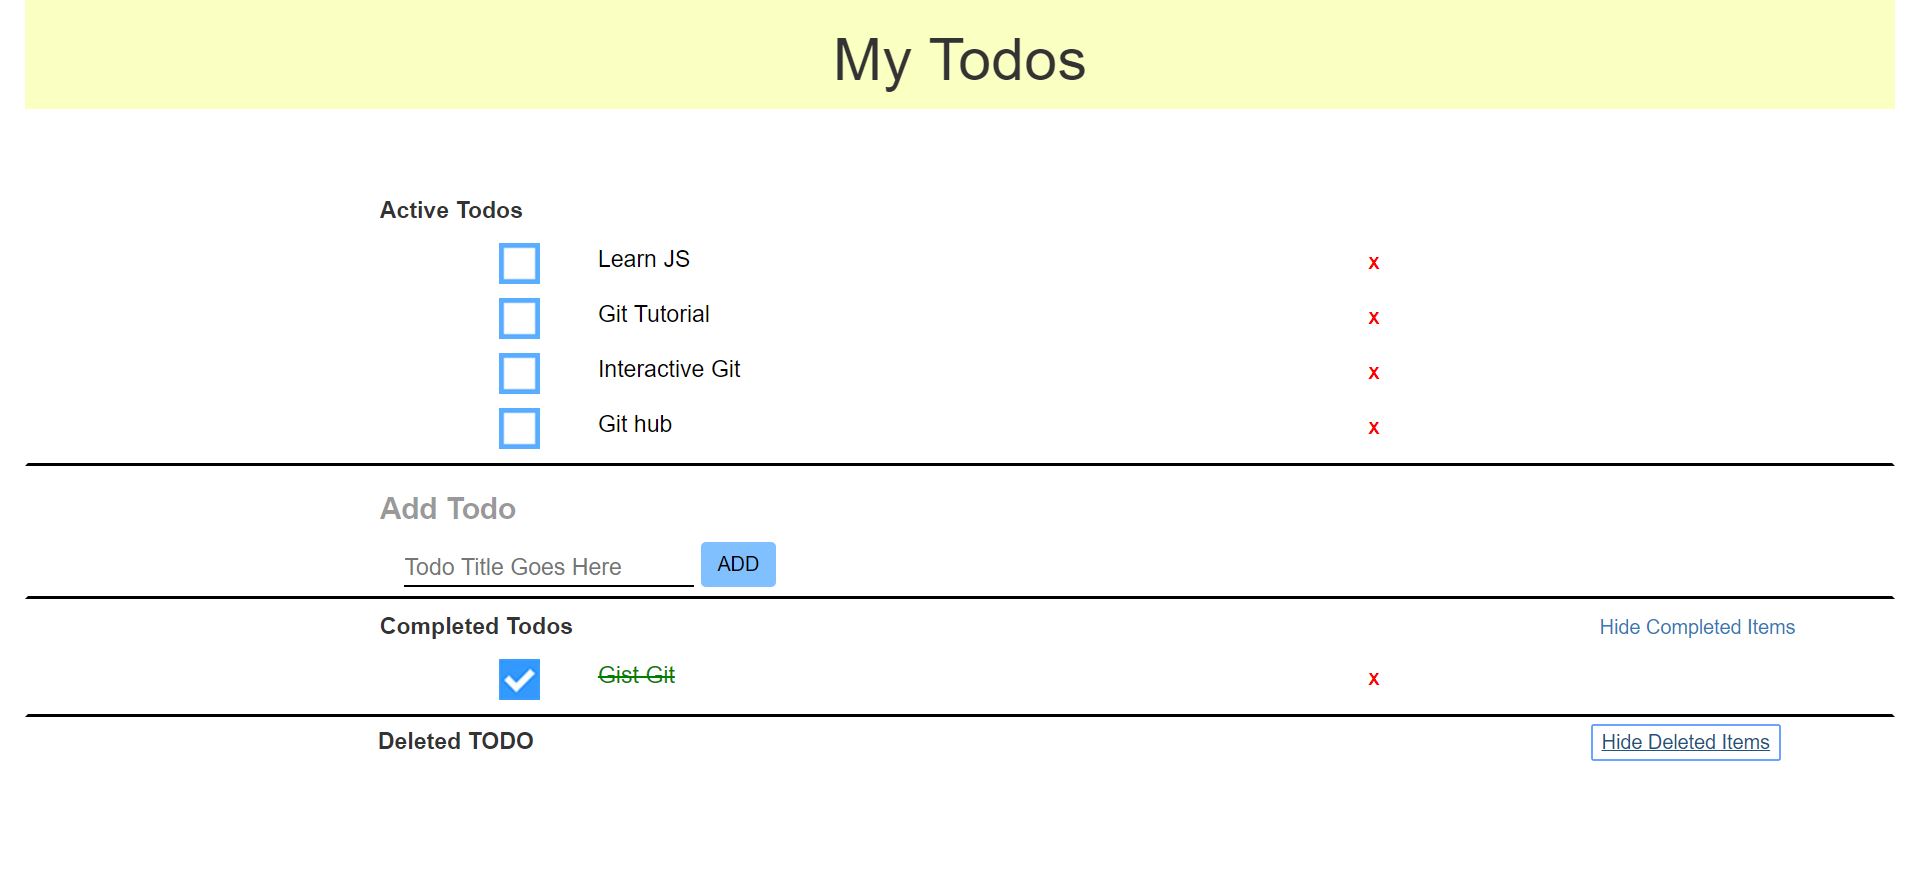 My Todos
Active Todos
Learn JS x
Git Tutorial x
Interactive Git x
Git hub x
Add Todo
Todo Title Goes Here ADD
Completed Todos Hide Completed Items
Gist Git x
Deleted TODO Hide Deleted Items